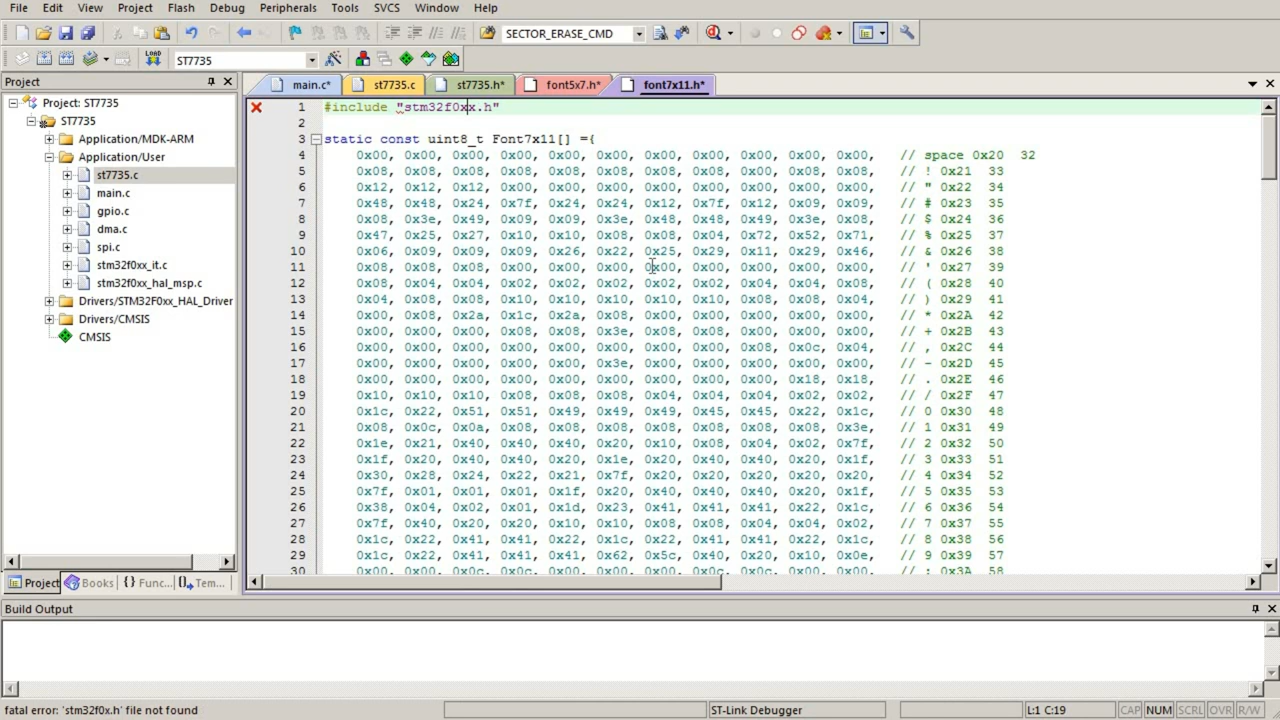 File Edit View Project Flash Debug Peripherals Tools SVCS Window Help
SECTOR_ERASE_CMD
LOAD ST7735
Project
main.c* st7735.c st7735.h* font5x7.h* font7x11.h*
Project: ST7735
ST7735
Application/MDK-ARM
Application/User
st7735.c
main.c
gpio.c
dma.c
spi.c
stm32f0xx_it.c
stm32f0xx_hal_msp.c
Drivers/STM32F0xx_HAL_Driver
Drivers/CMSIS
CMSIS
Project Books {} Func... Tem...
1 #include "stm32f0xx.h"
2
3 static const uint8_t Font7x11[] ={
4 0x00, 0x00, 0x00, 0x00, 0x00, 0x00, 0x00, 0x00, 0x00, 0x00, 0x00, // space 0x20 32
5 0x08, 0x08, 0x08, 0x08, 0x08, 0x08, 0x08, 0x08, 0x00, 0x08, 0x08, // ! 0x21 33
6 0x12, 0x12, 0x12, 0x00, 0x00, 0x00, 0x00, 0x00, 0x00, 0x00, 0x00, // " 0x22 34
7 0x48, 0x48, 0x24, 0x7f, 0x24, 0x24, 0x12, 0x7f, 0x12, 0x09, 0x09, // # 0x23 35
8 0x08, 0x3e, 0x49, 0x09, 0x09, 0x3e, 0x48, 0x48, 0x49, 0x3e, 0x08, // $ 0x24 36
9 0x47, 0x25, 0x27, 0x10, 0x10, 0x08, 0x08, 0x04, 0x72, 0x52, 0x71, // % 0x25 37
10 0x06, 0x09, 0x09, 0x09, 0x26, 0x22, 0x25, 0x29, 0x11, 0x29, 0x46, // & 0x26 38
11 0x08, 0x08, 0x08, 0x00, 0x00, 0x00, 0x00, 0x00, 0x00, 0x00, 0x00, // ' 0x27 39
12 0x08, 0x04, 0x04, 0x02, 0x02, 0x02, 0x02, 0x02, 0x04, 0x04, 0x08, // ( 0x28 40
13 0x04, 0x08, 0x08, 0x10, 0x10, 0x10, 0x10, 0x10, 0x08, 0x08, 0x04, // ) 0x29 41
14 0x00, 0x08, 0x2a, 0x1c, 0x2a, 0x08, 0x00, 0x00, 0x00, 0x00, 0x00, // * 0x2A 42
15 0x00, 0x00, 0x00, 0x08, 0x08, 0x3e, 0x08, 0x08, 0x00, 0x00, 0x00, // + 0x2B 43
16 0x00, 0x00, 0x00, 0x00, 0x00, 0x00, 0x00, 0x00, 0x08, 0x0c, 0x04, // , 0x2C 44
17 0x00, 0x00, 0x00, 0x00, 0x00, 0x3e, 0x00, 0x00, 0x00, 0x00, 0x00, // - 0x2D 45
18 0x00, 0x00, 0x00, 0x00, 0x00, 0x00, 0x00, 0x00, 0x00, 0x18, 0x18, // . 0x2E 46
19 0x10, 0x10, 0x10, 0x08, 0x08, 0x08, 0x04, 0x04, 0x04, 0x02, 0x02, // / 0x2F 47
20 0x1c, 0x22, 0x51, 0x51, 0x49, 0x49, 0x49, 0x45, 0x45, 0x22, 0x1c, // 0 0x30 48
21 0x08, 0x0c, 0x0a, 0x08, 0x08, 0x08, 0x08, 0x08, 0x08, 0x08, 0x3e, // 1 0x31 49
22 0x1e, 0x21, 0x40, 0x40, 0x40, 0x20, 0x10, 0x08, 0x04, 0x02, 0x7f, // 2 0x32 50
23 0x1f, 0x20, 0x40, 0x40, 0x20, 0x1e, 0x20, 0x40, 0x40, 0x20, 0x1f, // 3 0x33 51
24 0x30, 0x28, 0x24, 0x22, 0x21, 0x7f, 0x20, 0x20, 0x20, 0x20, 0x20, // 4 0x34 52
25 0x7f, 0x01, 0x01, 0x01, 0x1f, 0x20, 0x40, 0x40, 0x40, 0x20, 0x1f, // 5 0x35 53
26 0x38, 0x04, 0x02, 0x01, 0x1d, 0x23, 0x41, 0x41, 0x41, 0x22, 0x1c, // 6 0x36 54
27 0x7f, 0x40, 0x20, 0x20, 0x10, 0x10, 0x08, 0x08, 0x04, 0x04, 0x02, // 7 0x37 55
28 0x1c, 0x22, 0x41, 0x41, 0x22, 0x1c, 0x22, 0x41, 0x41, 0x22, 0x1c, // 8 0x38 56
29 0x1c, 0x22, 0x41, 0x41, 0x41, 0x62, 0x5c, 0x40, 0x20, 0x10, 0x0e, // 9 0x39 57
30 0x00, 0x00, 0x0c, 0x0c, 0x00, 0x00, 0x00, 0x0c, 0x0c, 0x00, 0x00, // : 0x3A 58
Build Output
fatal error: 'stm32f0x.h' file not found ST-Link Debugger L:1 C:19 CAP NUM SCRL OVR R/W